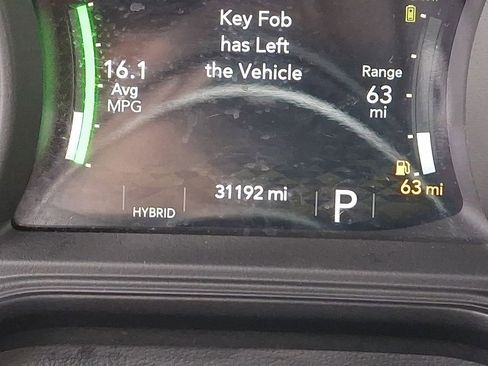 Key Fob
has Left
the Vehicle
16.1
Avg
MPG
Range
63
mi
63 mi
31192 mi
P
HYBRID